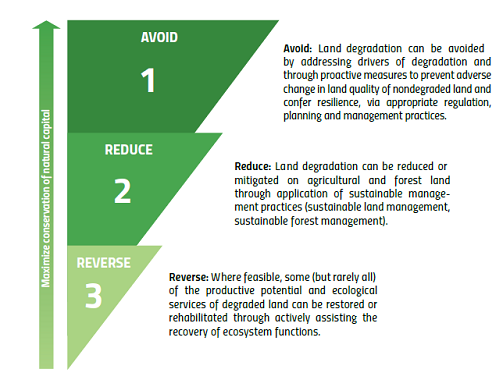 Maximize conservation of natural capital
AVOID
1
Avoid: Land degradation can be avoided
by addressing drivers of degradation and
through proactive measures to prevent adverse
change in land quality of nondegraded land and
confer resilience, via appropriate regulation,
planning and management practices.
REDUCE
2
Reduce: Land degradation can be reduced or
mitigated on agricultural and forest land
through application of sustainable manage-
ment practices (sustainable land management,
sustainable forest management).
REVERSE
3
Reverse: Where feasible, some (but rarely all)
of the productive potential and ecological
services of degraded land can be restored or
rehabilitated through actively assisting the
recovery of ecosystem functions.